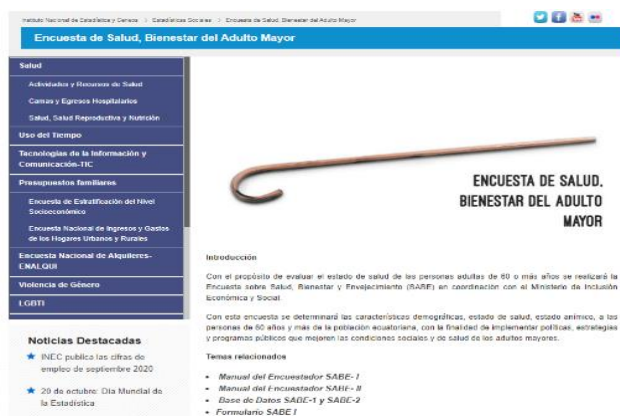 Instituto Nacional de Estadística y Censos > Estadísticas Sociales > Encuesta de Salud, Bienestar del Adulto Mayor
Encuesta de Salud, Bienestar del Adulto Mayor
Salud
Actividades y Recursos de Salud
Camas y Egresos Hospitalarios
Salud, Salud Reproductiva y Nutrición
Uso del Tiempo
Tecnologías de la Información y
Comunicación-TIC
Presupuestos familiares
Encuesta de Estratificación del Nivel
Socioeconómico
Encuesta Nacional de Ingresos y Gastos
de los Hogares Urbanos y Rurales
Encuesta Nacional de Alquileres-
ENALQUI
Violencia de Género
LGBTI
Noticias Destacadas
INEC publica las cifras de
empleo de septiembre 2020
20 de octubre: Día Mundial de
la Estadística
ENCUESTA DE SALUD,
BIENESTAR DEL ADULTO
MAYOR
Introducción
Con el propósito de evaluar el estado de salud de las personas adultas de 60 o más años se realizará la
Encuesta sobre Salud, Bienestar y Envejecimiento (SABE) en coordinación con el Ministerio de Inclusión
Económica y Social.
Con esta encuesta se determinará las características demográficas, estado de salud, estado anímico, a las
personas de 60 años y más de la población ecuatoriana, con la finalidad de implementar políticas, estrategias
y programas públicos que mejoren las condiciones sociales y de salud de los adultos mayores.
Temas relacionados
• Manual del Encuestador SABE- I
• Manual del Encuestador SABE- II
• Base de Datos SABE-1 y SABE-2
• Formulario SABE I